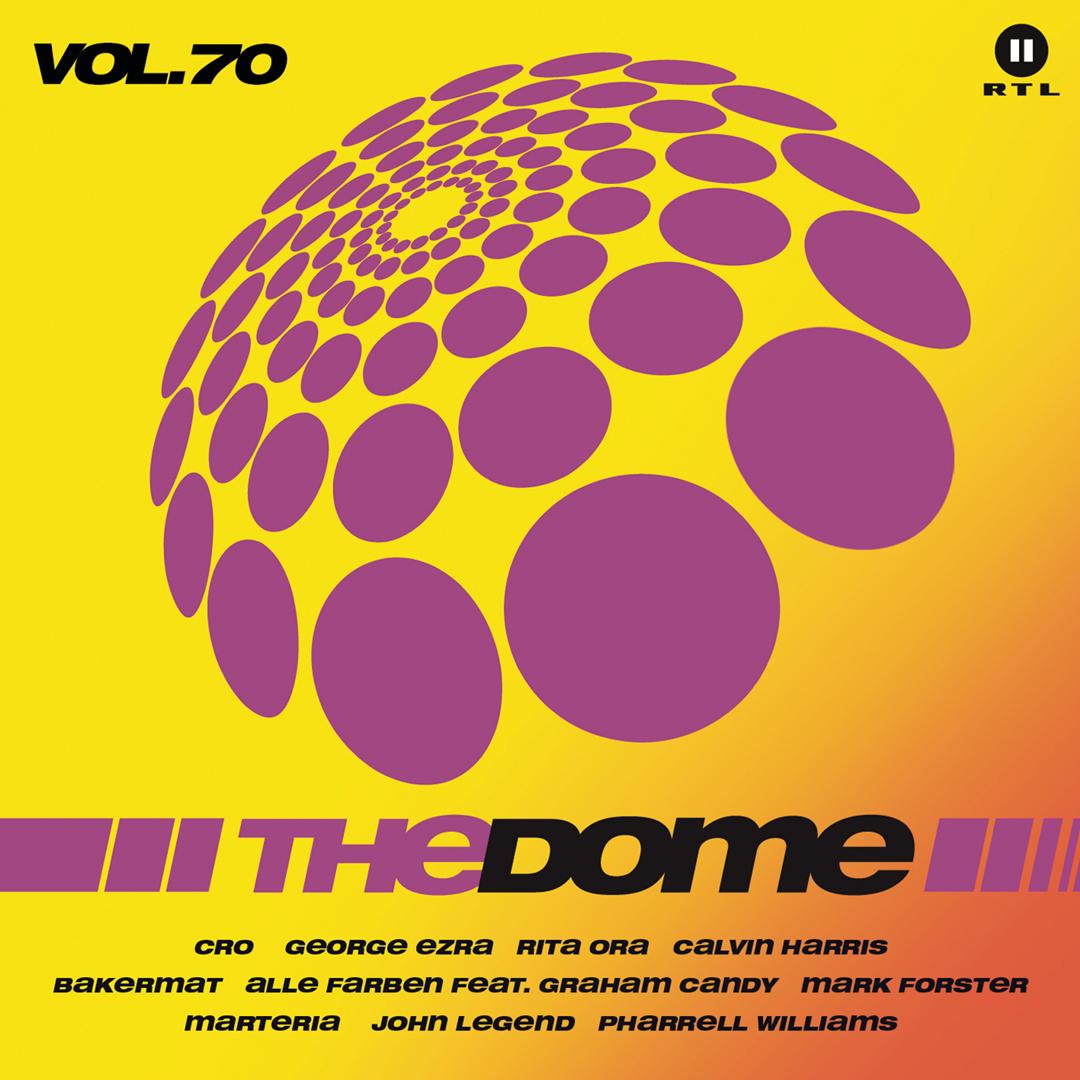 VOL.70
II
RTL
THEDOME
CRO GEORGE EZRA RITA ORA CALVIN HARRIS
BAKERMAT ALLE FARBEN FEAT. GRAHAM CANDY MARK FORSTER
MARTERIA JOHN LEGEND PHARRELL WILLIAMS